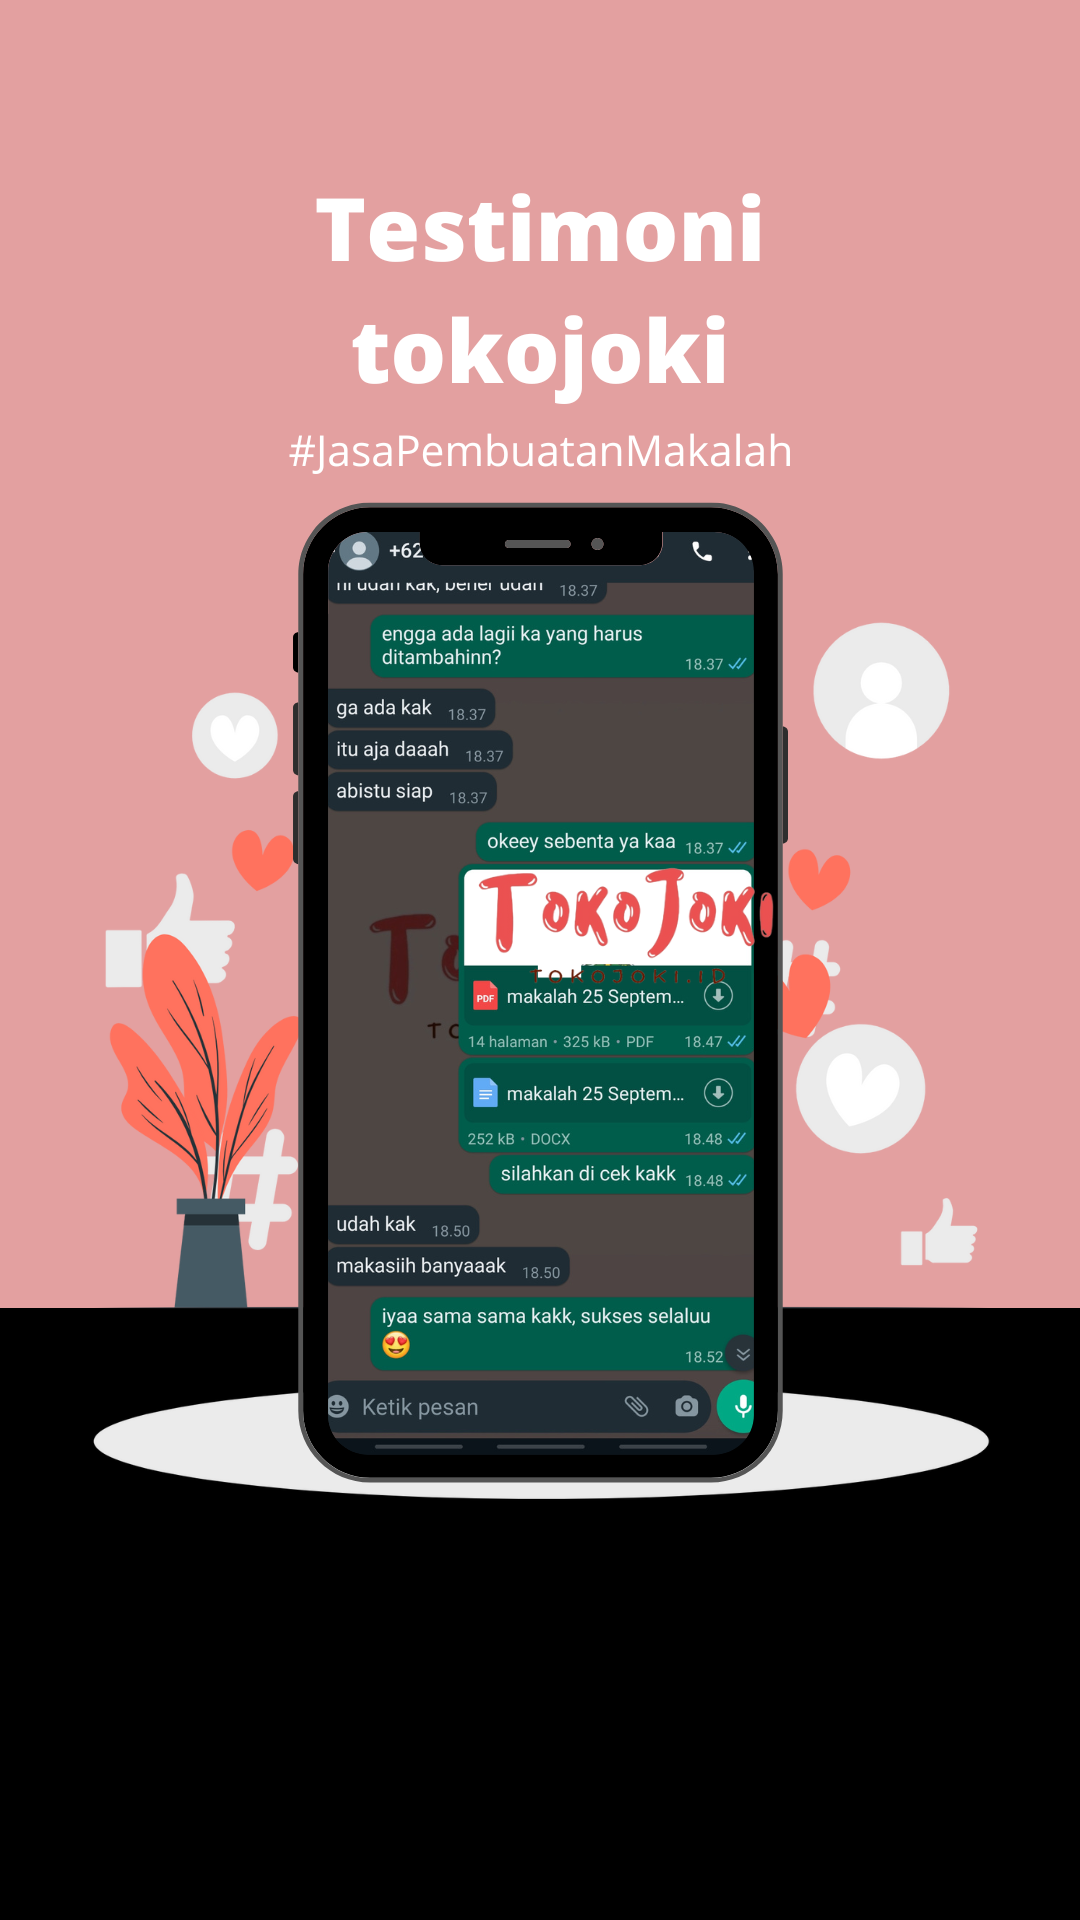 Testimoni
tokojoki
#JasaPembuatanMakalah
+62
ni udah kak, bener udah 18.37
engga ada lagii ka yang harus
ditambahinn? 18.37
ga ada kak 18.37
itu aja daaah 18.37
abistu siap 18.37
okeey sebenta ya kaa 18.37
TOKOJOKI
TOKOJOKI.ID
PDF makalah 25 Septem...
14 halaman • 325 kB • PDF 18.47
makalah 25 Septem...
252 kB • DOCX 18.48
silahkan di cek kakk 18.48
udah kak 18.50
makasiih banyaaak 18.50
iyaa sama sama kakk, sukses selaluu
😍 18.52
Ketik pesan